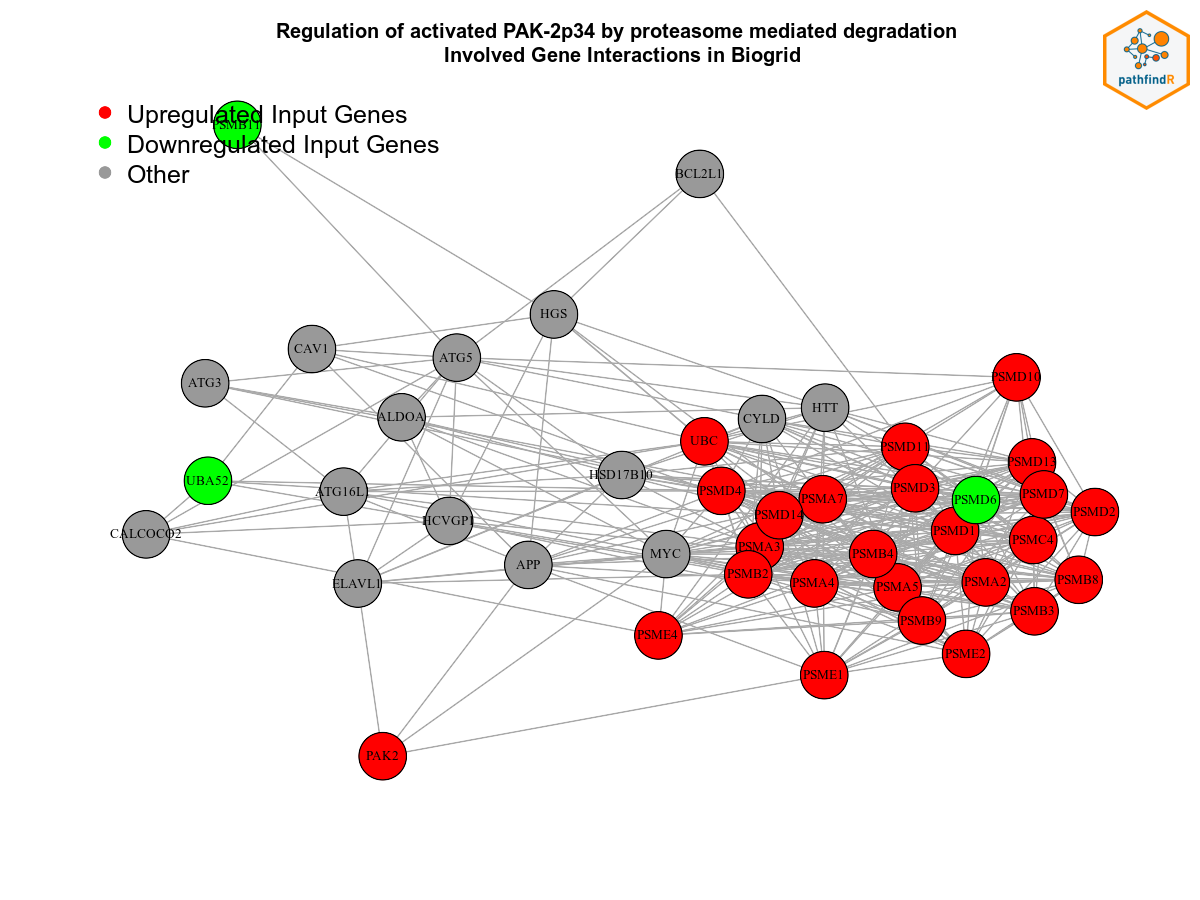 Regulation of activated PAK-2p34 by proteasome mediated degradation
Involved Gene Interactions in Biogrid
pathfindR
Upregulated Input Genes
PSMB11
Downregulated Input Genes
Other
BCL2L1
HGS
CAV1
ATG5
ATG3
PSMD10
ALDOA
HTT
CYLD
UBC
PSMD11
PSMD13
HSD17B10
UBA52
ATG16L
PSMD4
PSMA7
PSMD3
PSMD6
PSMD7
PSMD2
PSMD14
HCVGP1
CALCOCO2
PSMD1
PSMC4
PSMA3
MYC
PSMB4
APP
PSMB2
ELAVL1
PSMA4
PSMA5
PSMA2
PSMB8
PSMB3
PSMB9
PSME4
PSME2
PSME1
PAK2